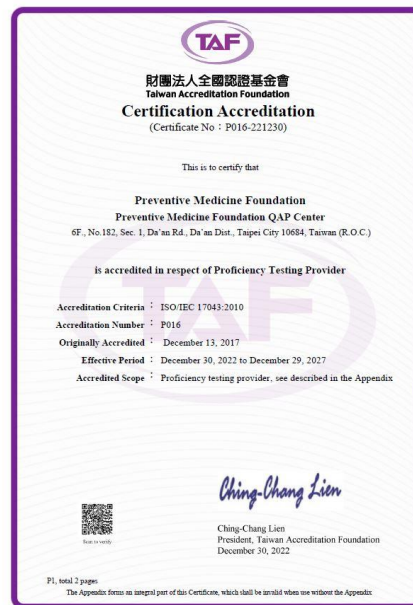 TAF
財團法人全國認證基金會
Taiwan Accreditation Foundation
Certification Accreditation
(Certificate No：P016-221230)
This is to certify that
Preventive Medicine Foundation
Preventive Medicine Foundation QAP Center
6F., No.182, Sec. 1, Da'an Rd., Da'an Dist., Taipei City 10684, Taiwan (R.O.C.)
is accredited in respect of Proficiency Testing Provider
Accreditation Criteria：ISO/IEC 17043:2010
Accreditation Number：P016
Originally Accredited：December 13, 2017
Effective Period：December 30, 2022 to December 29, 2027
Accredited Scope：Proficiency testing provider, see described in the Appendix
Ching-Chang Lien
Scan to verify
Ching-Chang Lien
President, Taiwan Accreditation Foundation
December 30, 2022
P1, total 2 pages
The Appendix forms an integral part of this Certificate, which shall be invalid when use without the Appendix